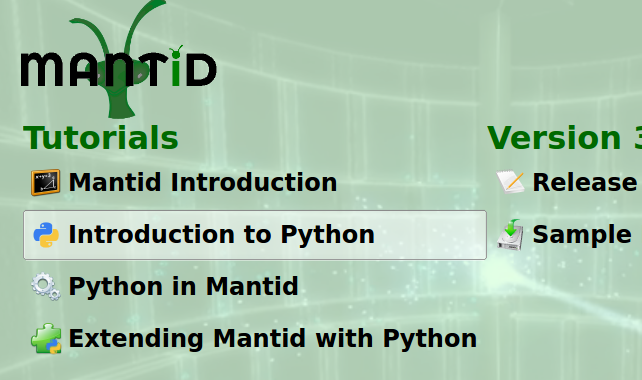 MANTiD
Tutorials
Version 3
Mantid Introduction
Release
Introduction to Python
Sample
Python in Mantid
Extending Mantid with Python